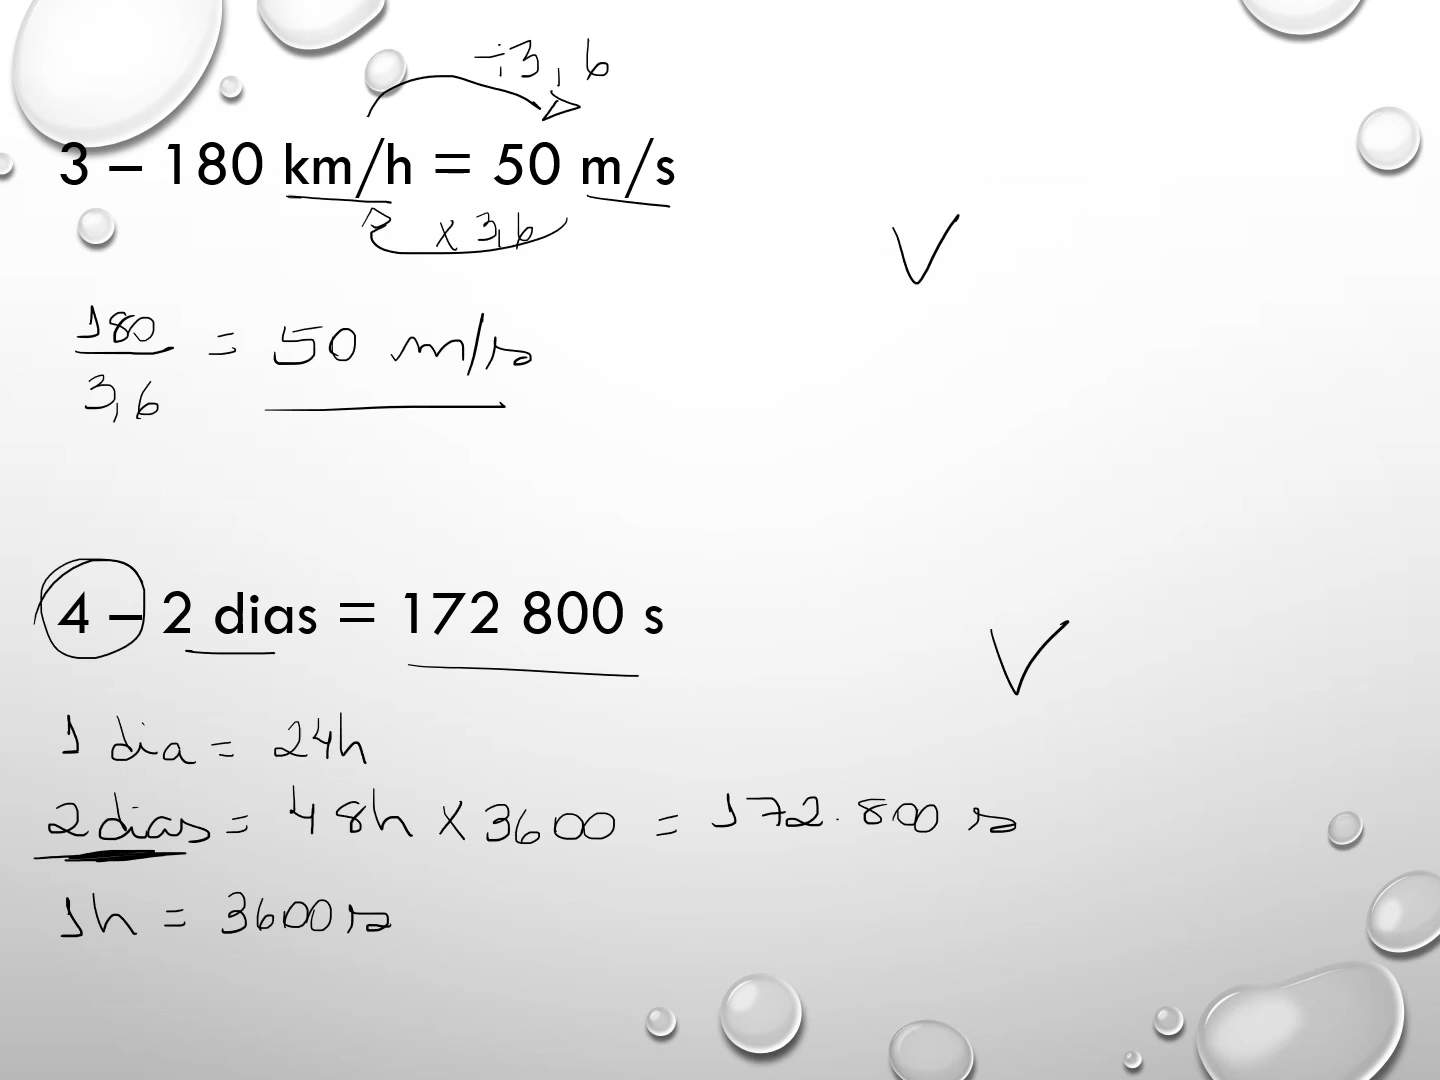 ÷3,6
3 – 180 km/h = 50 m/s
x 3,6
V
180/3,6 = 50 m/s
4 – 2 dias = 172 800 s
V
1 dia = 24h
2 dias = 48h x 3600 = 172.800 s
1h = 3600 s